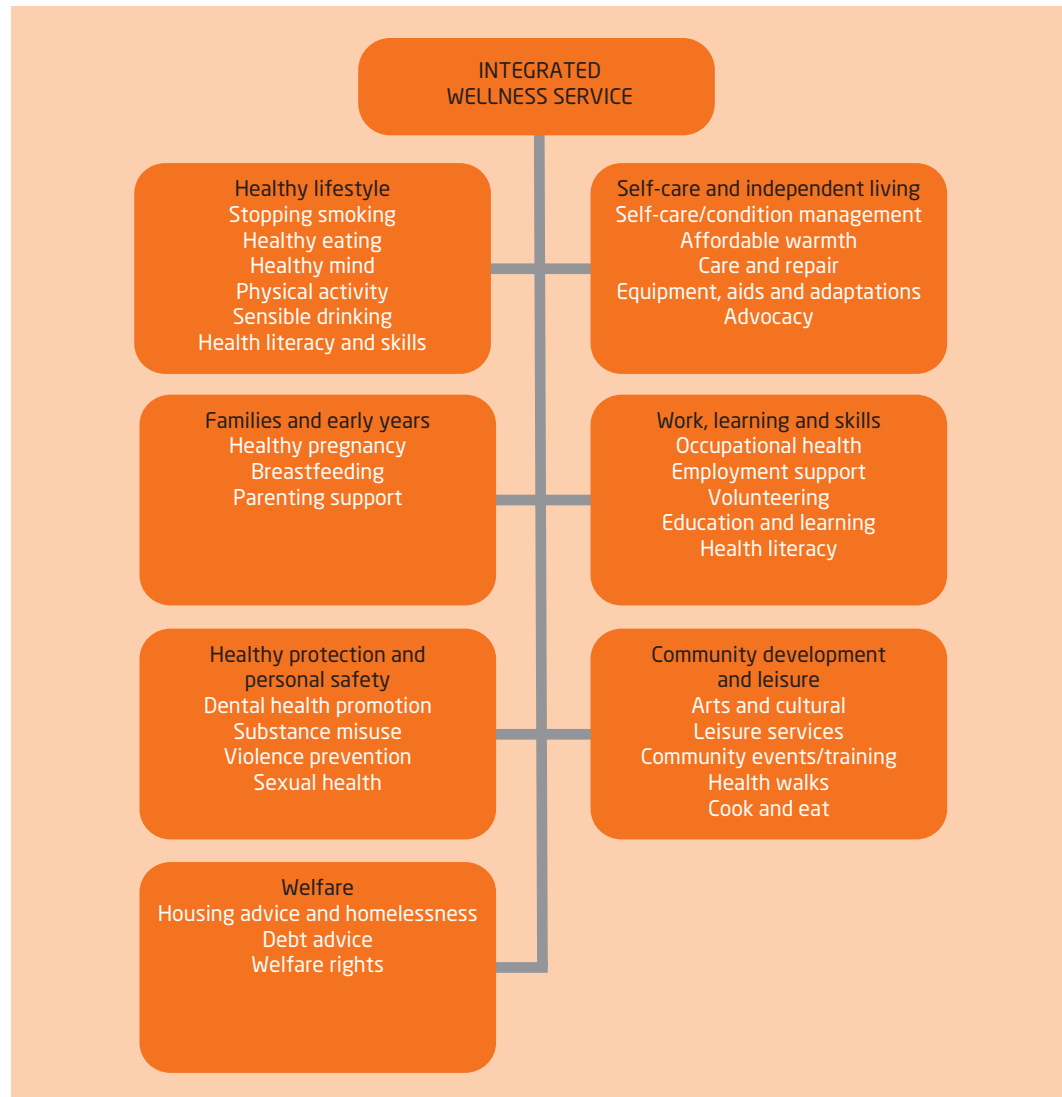 INTEGRATED
WELLNESS SERVICE
Healthy lifestyle
Stopping smoking
Healthy eating
Healthy mind
Physical activity
Sensible drinking
Health literacy and skills
Self-care and independent living
Self-care/condition management
Affordable warmth
Care and repair
Equipment, aids and adaptations
Advocacy
Families and early years
Healthy pregnancy
Breastfeeding
Parenting support
Work, learning and skills
Occupational health
Employment support
Volunteering
Education and learning
Health literacy
Healthy protection and
personal safety
Dental health promotion
Substance misuse
Violence prevention
Sexual health
Community development
and leisure
Arts and cultural
Leisure services
Community events/training
Health walks
Cook and eat
Welfare
Housing advice and homelessness
Debt advice
Welfare rights